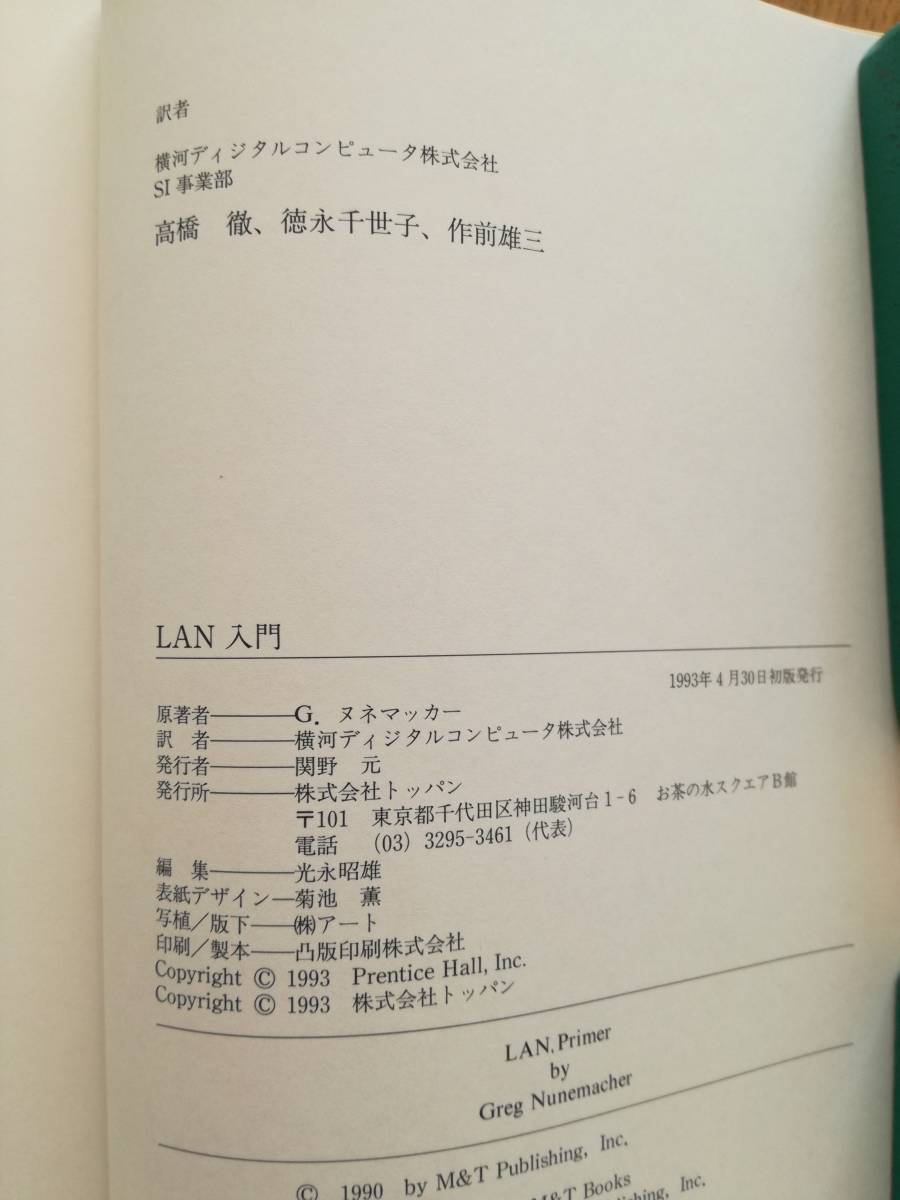 訳者
横河ディジタルコンピュータ株式会社
SI 事業部
高橋　徹、徳永千世子、作前雄三
LAN 入門
1993年4月30日初版発行
原著者――――G. ヌネマッカー
訳　者――――横河ディジタルコンピュータ株式会社
発行者――――関野　元
発行所――――株式会社トッパン
〒101　東京都千代田区神田駿河台1-6　お茶の水スクエアB館
電話　(03) 3295-3461 (代表)
編　集――――光永昭雄
表紙デザイン―菊池　薫
写植／版下――㈱アート
印刷／製本――凸版印刷株式会社
Copyright © 1993　Prentice Hall, Inc.
Copyright © 1993　株式会社トッパン
LAN, Primer
by
Greg Nunemacher
© 1990 by M&T Publishing, Inc.
M&T Books
Publishing, Inc.